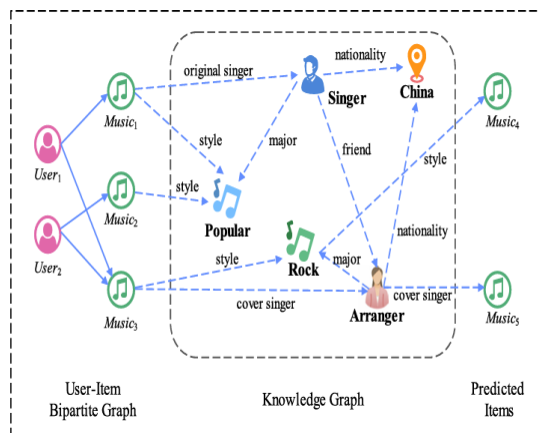 original singer
nationality
Singer
China
Music1
Music4
style
major
friend
style
User1
style
Popular
Music2
nationality
User2
style
Rock
major
cover singer
cover singer
Arranger
Music3
Music5
User-Item
Bipartite Graph
Knowledge Graph
Predicted
Items